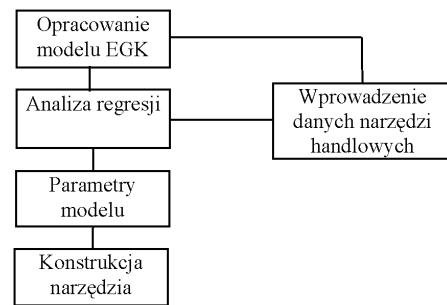 Opracowanie
modelu EGK
Analiza regresji
Wprowadzenie
danych narzędzi
handlowych
Parametry
modelu
Konstrukcja
narzędzia